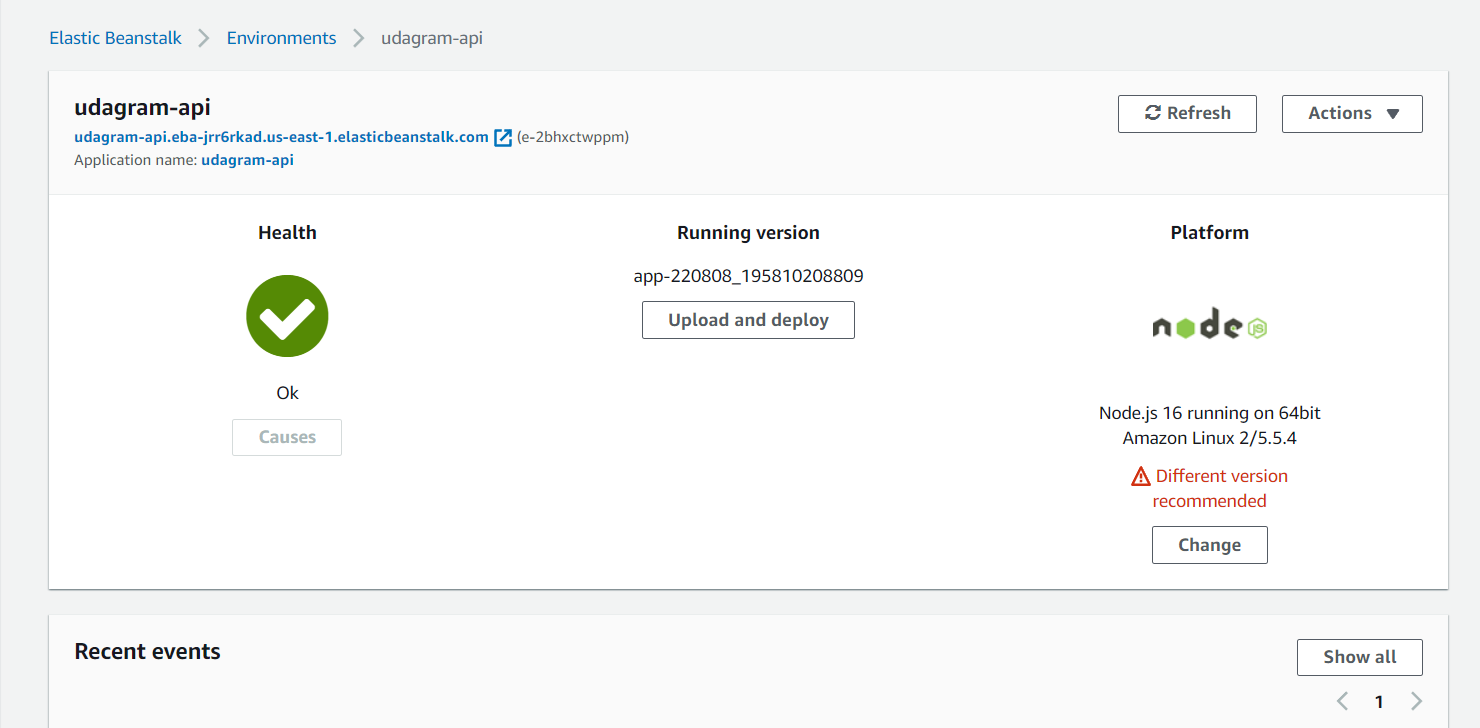 Elastic Beanstalk > Environments > udagram-api
udagram-api
Refresh
Actions
udagram-api.eba-jrr6rkad.us-east-1.elasticbeanstalk.com (e-2bhxctwppm)
Application name: udagram-api
Health
Ok
Causes
Running version
app-220808_195810208809
Upload and deploy
Platform
node JS
Node.js 16 running on 64bit
Amazon Linux 2/5.5.4
Different version
recommended
Change
Recent events
Show all
1